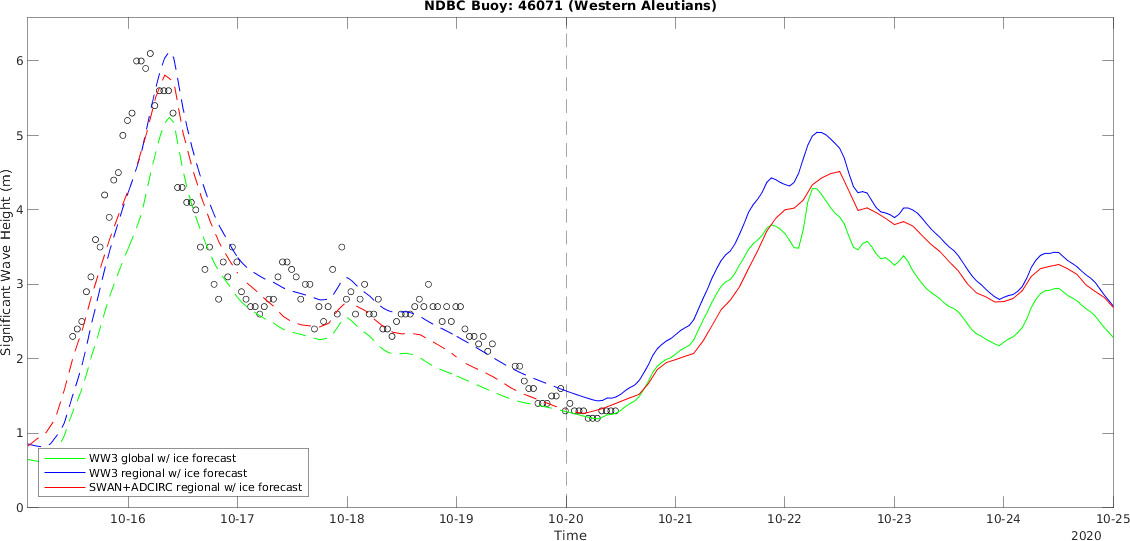 NDBC Buoy: 46071 (Western Aleutians)
Significant Wave Height (m)
6
5
4
3
2
1
0
WW3 global w/ ice forecast
WW3 regional w/ ice forecast
SWAN+ADCIRC regional w/ ice forecast
10-16 10-17 10-18 10-19 10-20 10-21 10-22 10-23 10-24 10-25
Time
2020